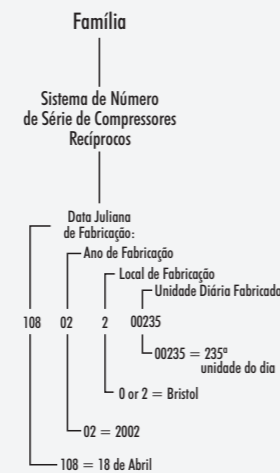 Família
Sistema de Número
de Série de Compressores
Recíprocos
Data Juliana
de Fabricação:
Ano de Fabricação
Local de Fabricação
Unidade Diária Fabricada
108 02 2 00235
00235 = 235ª
unidade do dia
0 or 2 = Bristol
02 = 2002
108 = 18 de Abril